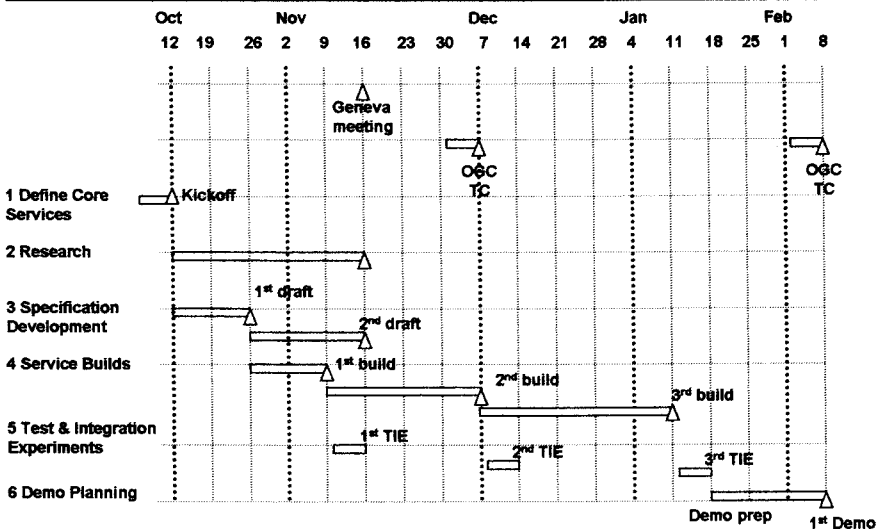 Oct Nov Dec Jan Feb
12 19 26 2 9 16 23 30 7 14 21 28 4 11 18 25 1 8
Geneva
meeting
OGC
TC
OGC
TC
1 Define Core
Services
Kickoff
2 Research
1st draft
3 Specification
Development
2nd draft
4 Service Builds
1st build
2nd build
3rd build
5 Test & Integration
Experiments
1st TIE
2nd TIE
3rd TIE
6 Demo Planning
Demo prep
1st Demo